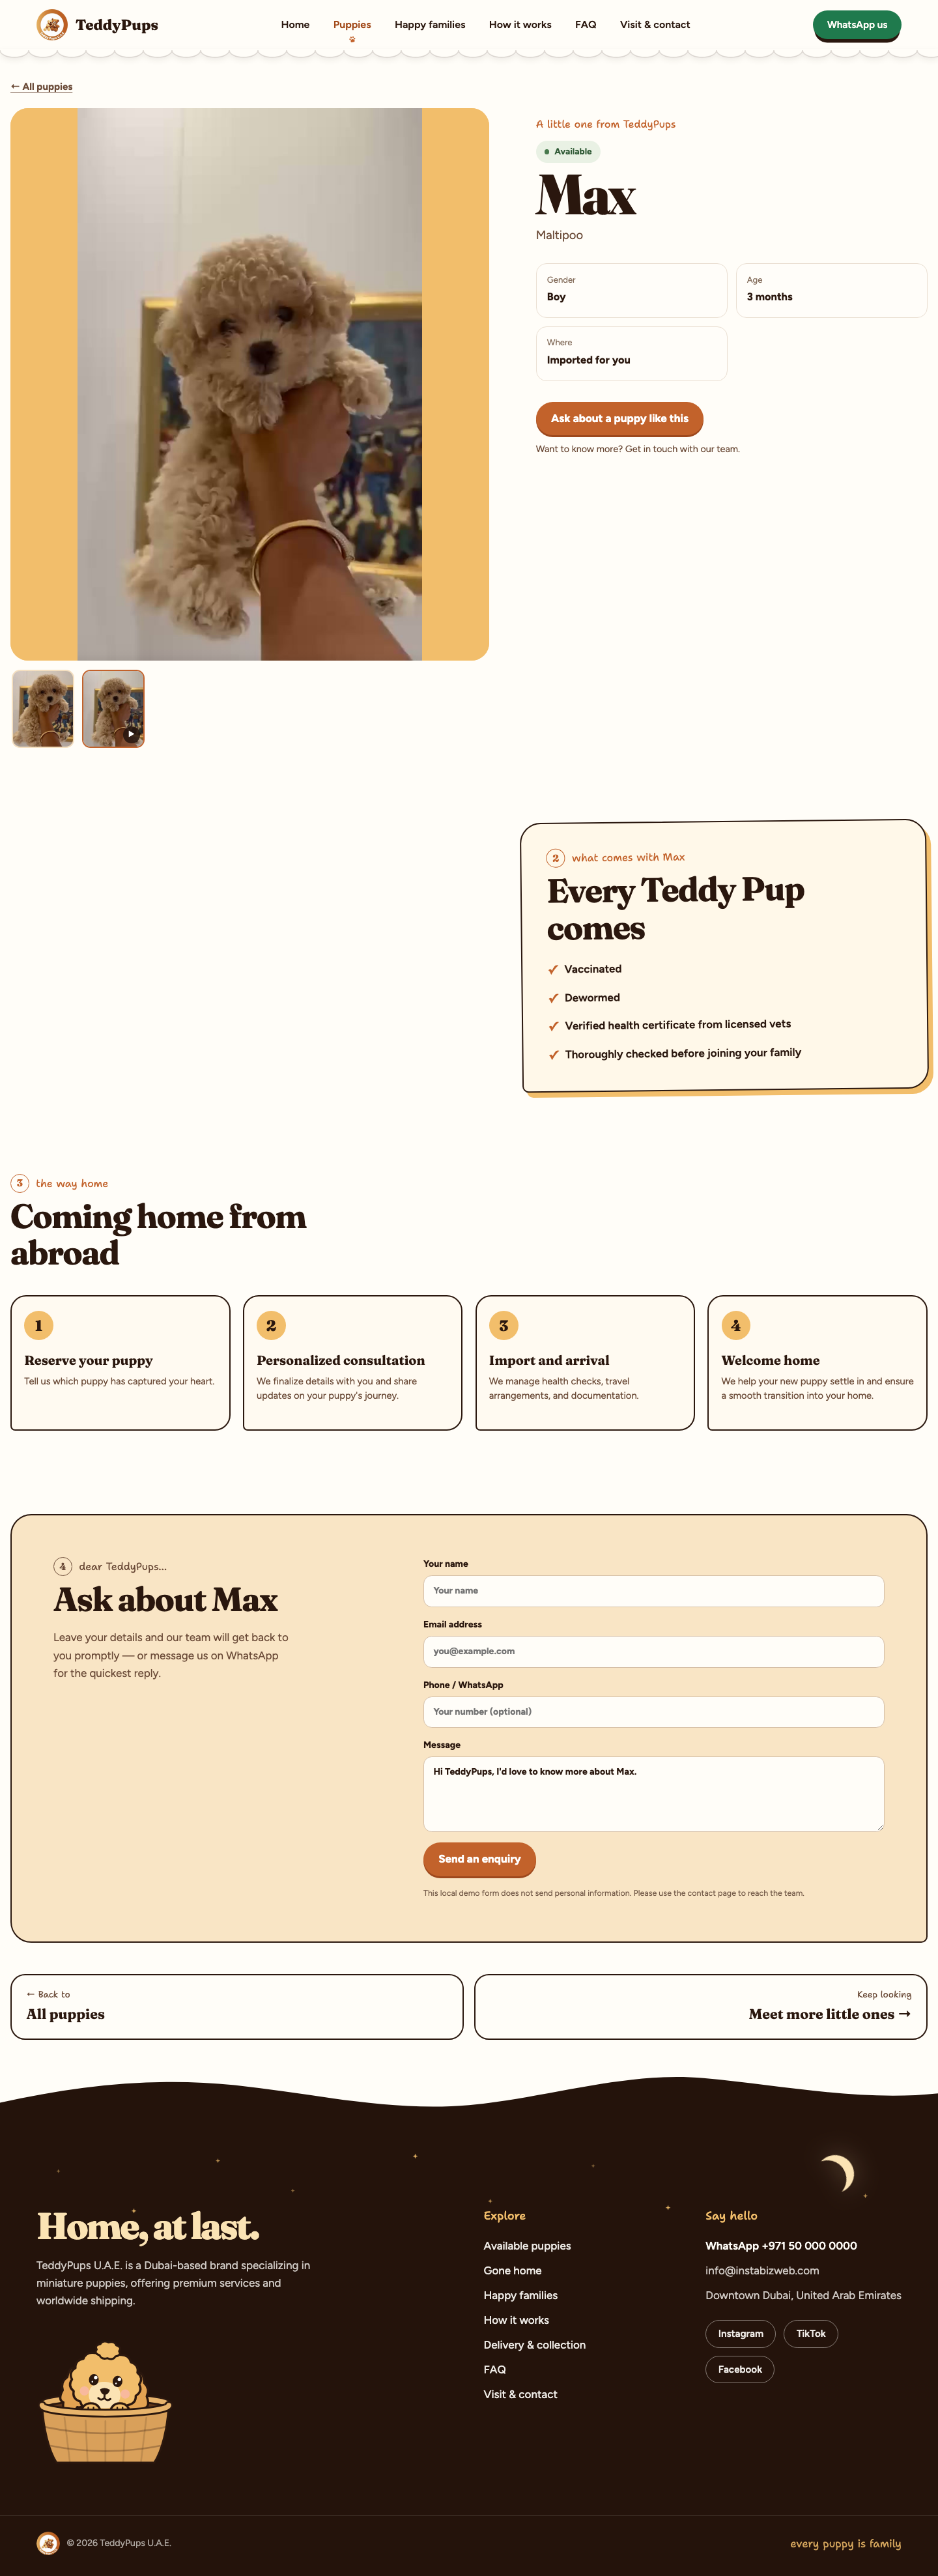 TeddyPups
Home
Puppies
Happy families
How it works
FAQ
Visit & contact
WhatsApp us
← All puppies
A little one from TeddyPups
Available
Max
Maltipoo
Gender
Boy
Age
3 months
Where
Imported for you
Ask about a puppy like this
Want to know more? Get in touch with our team.
2 what comes with Max
Every Teddy Pup
comes
✓ Vaccinated
✓ Dewormed
✓ Verified health certificate from licensed vets
✓ Thoroughly checked before joining your family
3 the way home
Coming home from
abroad
1
Reserve your puppy
Tell us which puppy has captured your heart.
2
Personalized consultation
We finalize details with you and share
updates on your puppy's journey.
3
Import and arrival
We manage health checks, travel
arrangements, and documentation.
4
Welcome home
We help your new puppy settle in and ensure
a smooth transition into your home.
4 dear TeddyPups...
Ask about Max
Leave your details and our team will get back to
you promptly — or message us on WhatsApp
for the quickest reply.
Your name
Your name
Email address
you@example.com
Phone / WhatsApp
Your number (optional)
Message
Hi TeddyPups, I'd love to know more about Max.
Send an enquiry
This local demo form does not send personal information. Please use the contact page to reach the team.
← Back to
All puppies
Keep looking
Meet more little ones →
Home, at last.
TeddyPups U.A.E. is a Dubai-based brand specializing in
miniature puppies, offering premium services and
worldwide shipping.
Explore
Available puppies
Gone home
Happy families
How it works
Delivery & collection
FAQ
Visit & contact
Say hello
WhatsApp +971 50 000 0000
info@instabizweb.com
Downtown Dubai, United Arab Emirates
Instagram
TikTok
Facebook
© 2026 TeddyPups U.A.E.
every puppy is family